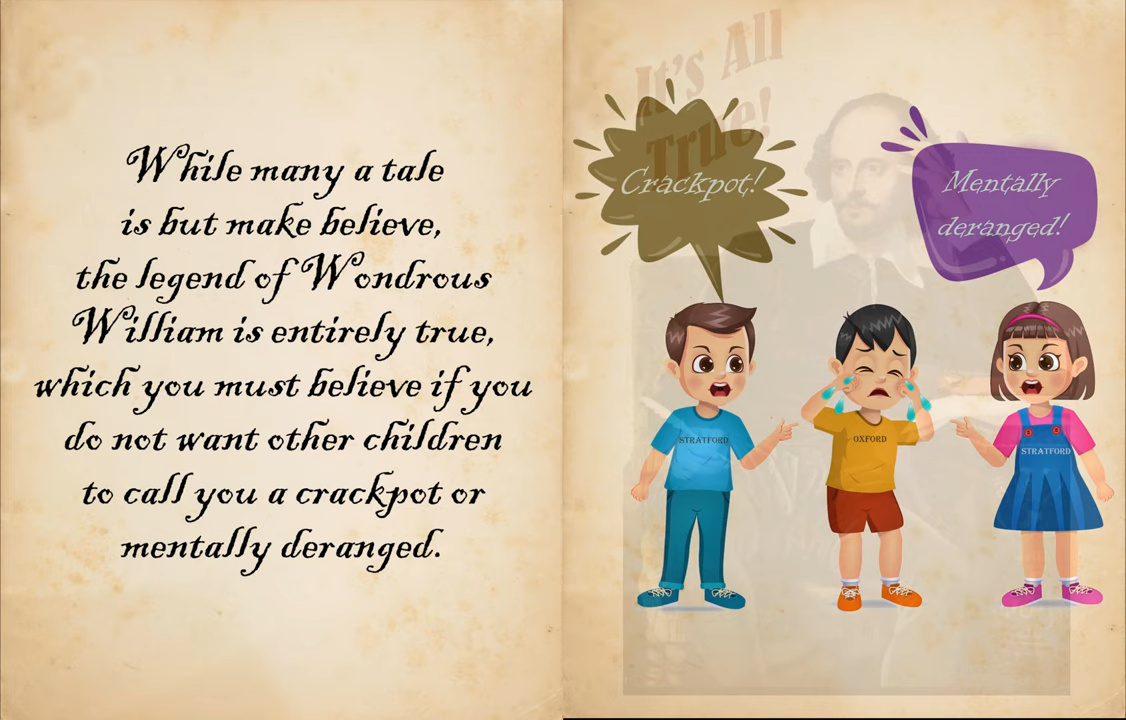 While many a tale
is but make believe,
the legend of Wondrous
William is entirely true,
which you must believe if you
do not want other children
to call you a crackpot or
mentally deranged.
It's All
True!
Crackpot!
Mentally
deranged!
STRATFORD
OXFORD
STRATFORD